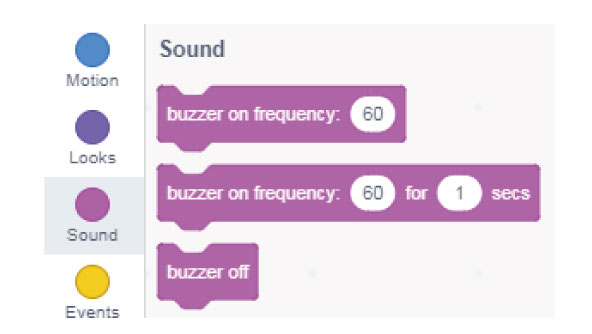 Motion
Looks
Sound
Events
Sound
buzzer on frequency: 60
buzzer on frequency: 60 for 1 secs
buzzer off